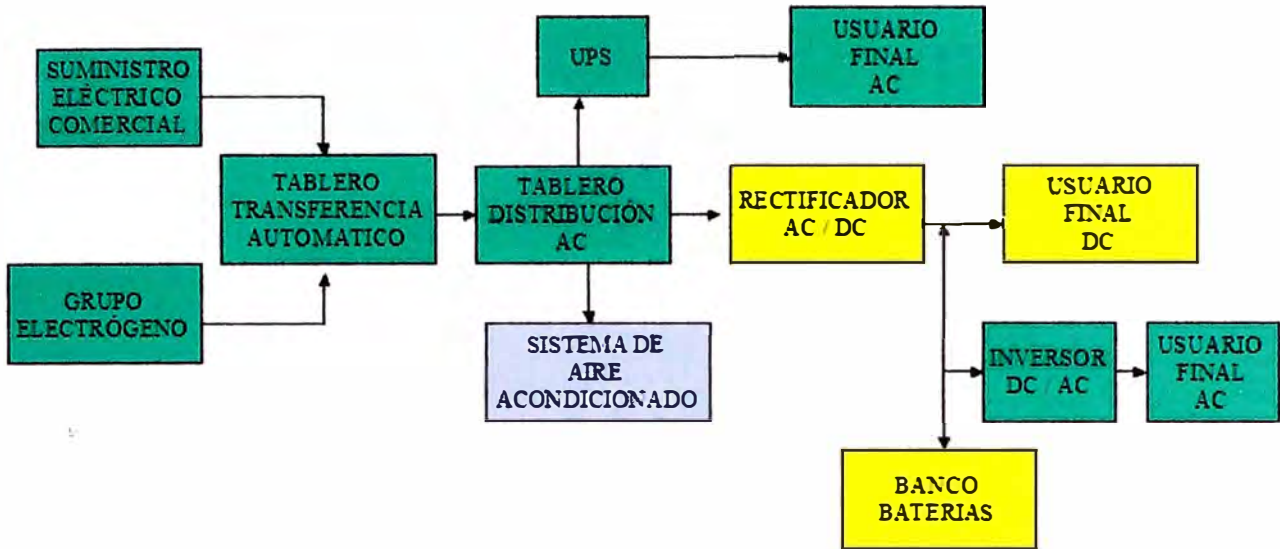 SUMINISTRO
ELÉCTRICO
COMERCIAL
UPS
USUARIO
FINAL
AC
TABLERO
TRANSFERENCIA
AUTOMATICO
TABLERO
DISTRIBUCIÓN
AC
RECTIFICADOR
AC / DC
USUARIO
FINAL
DC
GRUPO
ELECTRÓGENO
SISTEMA DE
AIRE
ACONDICIONADO
INVERSOR
DC / AC
USUARIO
FINAL
AC
BANCO
BATERIAS